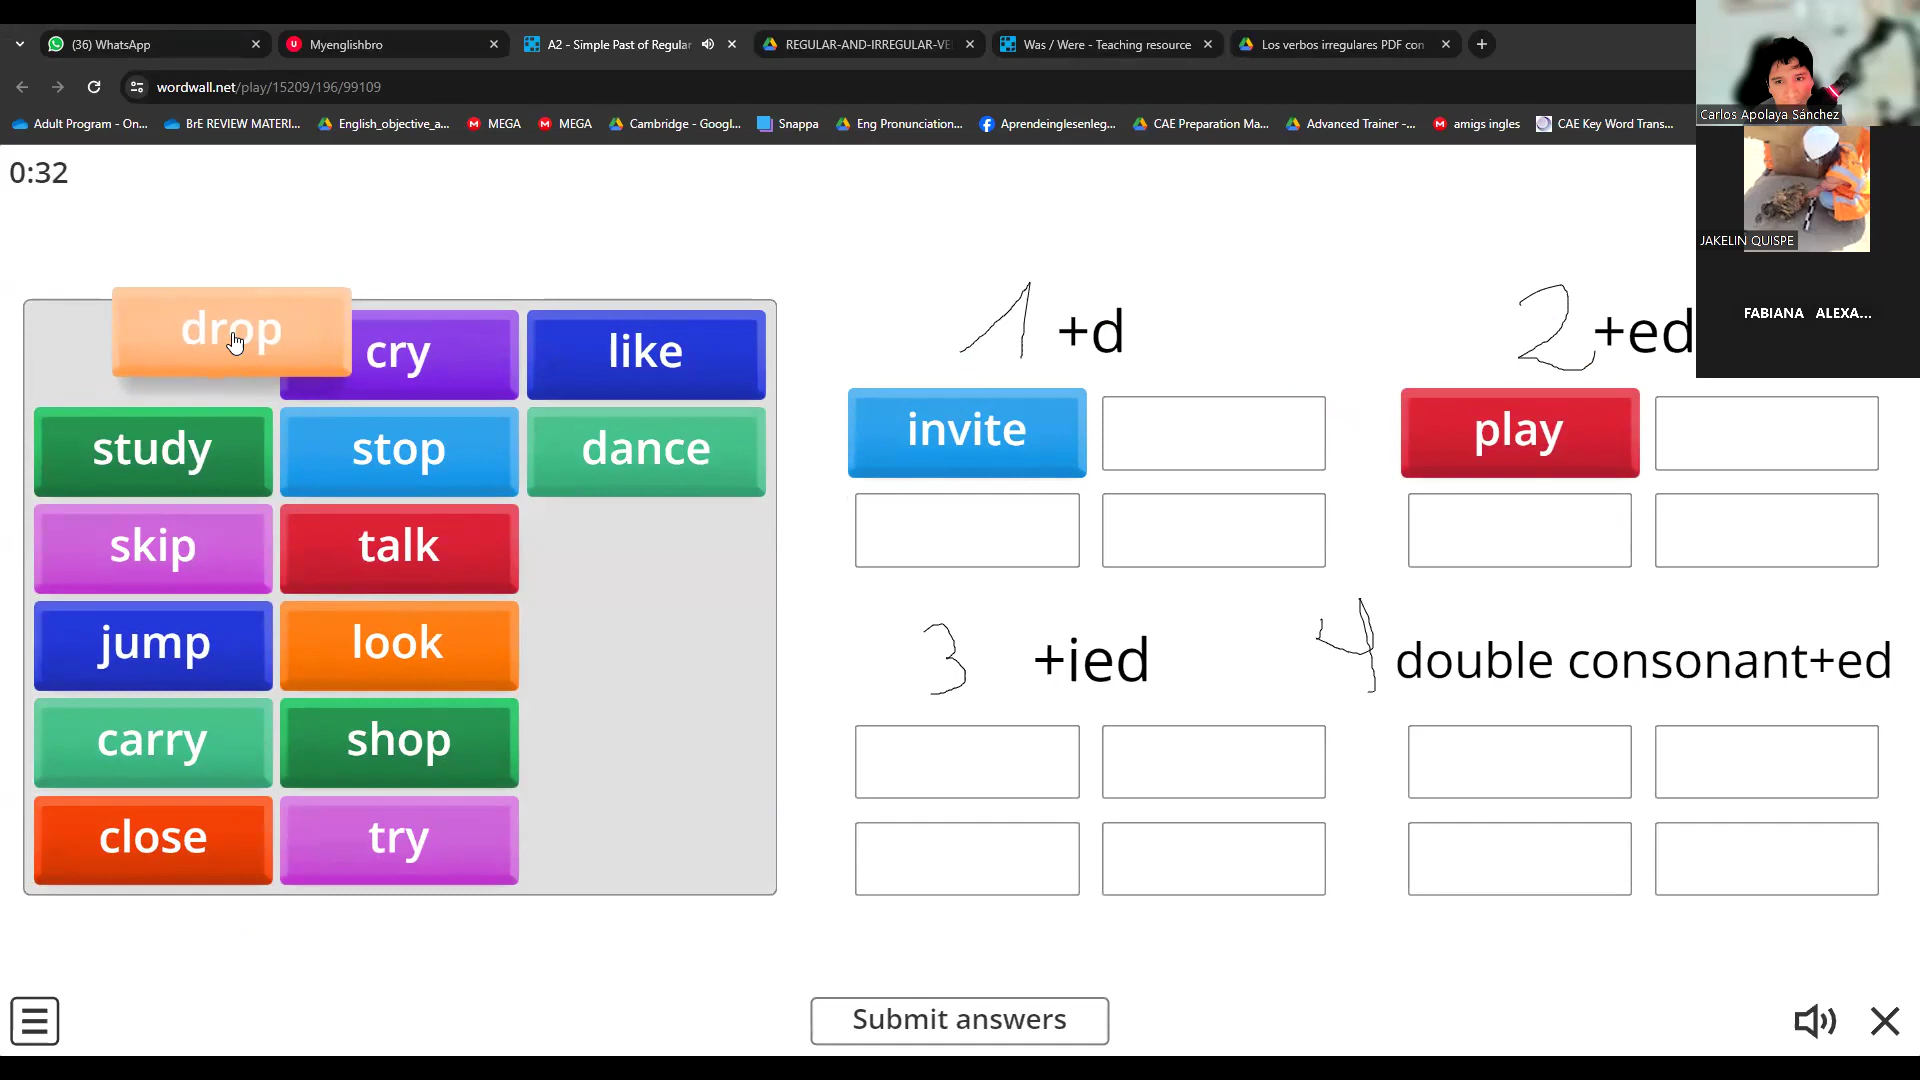 (36) WhatsApp
Myenglishbro
A2 - Simple Past of Regular
REGULAR-AND-IRREGULAR-VE
Was / Were - Teaching resource
Los verbos irregulares PDF con
wordwall.net/play/15209/196/99109
Adult Program - On...
BrE REVIEW MATERI...
English_objective_a...
MEGA
MEGA
Cambridge - Googl...
Snappa
Eng Pronunciation...
Aprendeinglesenleg...
CAE Preparation Ma...
Advanced Trainer -...
amigs ingles
CAE Key Word Trans...
Carlos Apolaya Sánchez
JAKELIN QUISPE
FABIANA ALEXA...
0:32
drop
cry
like
study
stop
dance
skip
talk
jump
look
carry
shop
close
try
1 +d
invite
2 +ed
play
3 +ied
4 double consonant+ed
Submit answers